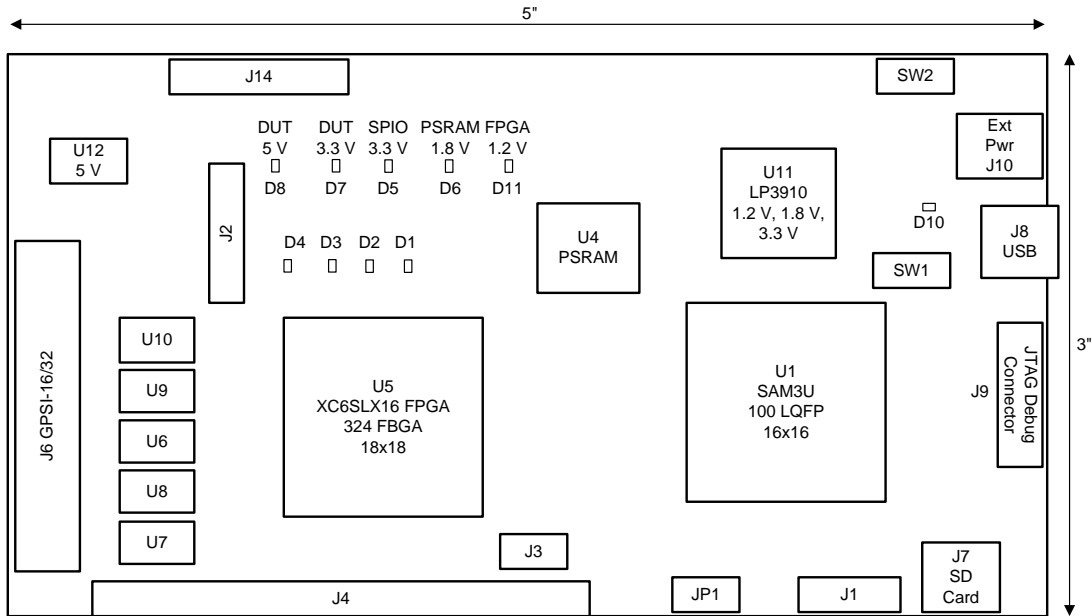 5"
J14
SW2
DUT DUT SPIO PSRAM FPGA
5 V 3.3 V 3.3 V 1.8 V 1.2 V
D8 D7 D5 D6 D11
U12
5 V
Ext
Pwr
J10
U11
LP3910
1.2 V, 1.8 V,
3.3 V
D10
J2
U4
PSRAM
J8
USB
D4 D3 D2 D1
SW1
J6 GPSI-16/32
U10
U9
U6
U8
U7
U5
XC6SLX16 FPGA
324 FBGA
18x18
U1
SAM3U
100 LQFP
16x16
J9
JTAG Debug
Connector
3"
J3
J4
JP1
J1
J7
SD
Card